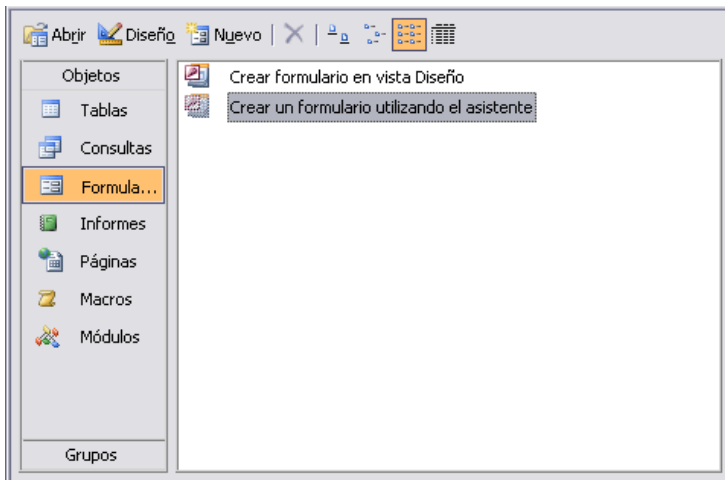 Abrir Diseño Nuevo
Objetos
Tablas
Consultas
Formula...
Informes
Páginas
Macros
Módulos
Grupos
Crear formulario en vista Diseño
Crear un formulario utilizando el asistente